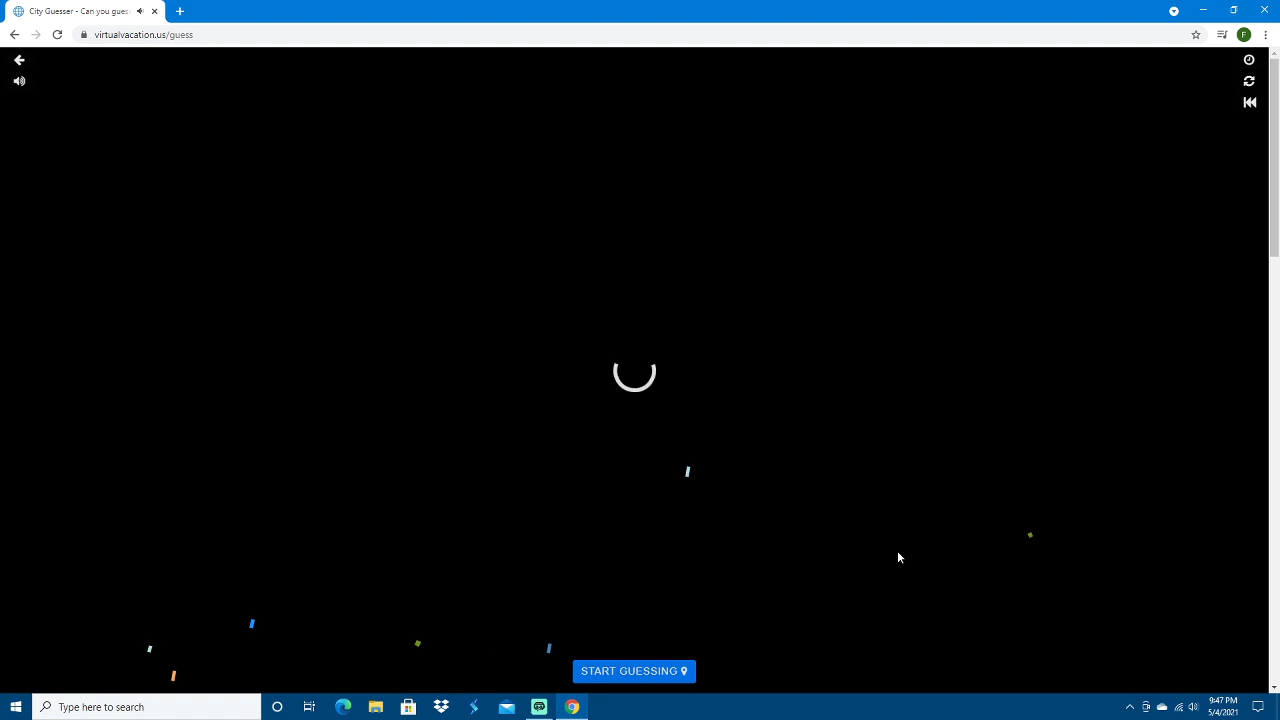 City Guesser - Can you gues
virtualvacation.us/guess
F
START GUESSING
Type here to search
9:47 PM
5/4/2021